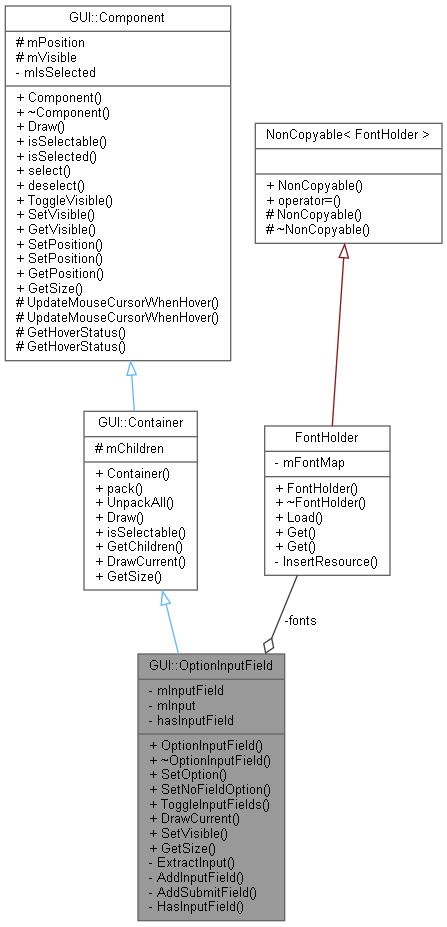 GUI::Component
# mPosition
# mVisible
- mIsSelected
+ Component()
+ ~Component()
+ Draw()
+ isSelectable()
+ isSelected()
+ select()
+ deselect()
+ ToggleVisible()
+ SetVisible()
+ GetVisible()
+ SetPosition()
+ SetPosition()
+ GetPosition()
+ GetSize()
# UpdateMouseCursorWhenHover()
# UpdateMouseCursorWhenHover()
# GetHoverStatus()
# GetHoverStatus()
NonCopyable< FontHolder >
+ NonCopyable()
+ operator=()
# NonCopyable()
# ~NonCopyable()
GUI::Container
# mChildren
+ Container()
+ pack()
+ UnpackAll()
+ Draw()
+ isSelectable()
+ GetChildren()
+ DrawCurrent()
+ GetSize()
FontHolder
- mFontMap
+ FontHolder()
+ ~FontHolder()
+ Load()
+ Get()
+ Get()
- InsertResource()
-fonts
GUI::OptionInputField
- mInputField
- mInput
- hasInputField
+ OptionInputField()
+ ~OptionInputField()
+ SetOption()
+ SetNoFieldOption()
+ ToggleInputFields()
+ DrawCurrent()
+ SetVisible()
+ GetSize()
- ExtractInput()
- AddInputField()
- AddSubmitField()
- HasInputField()